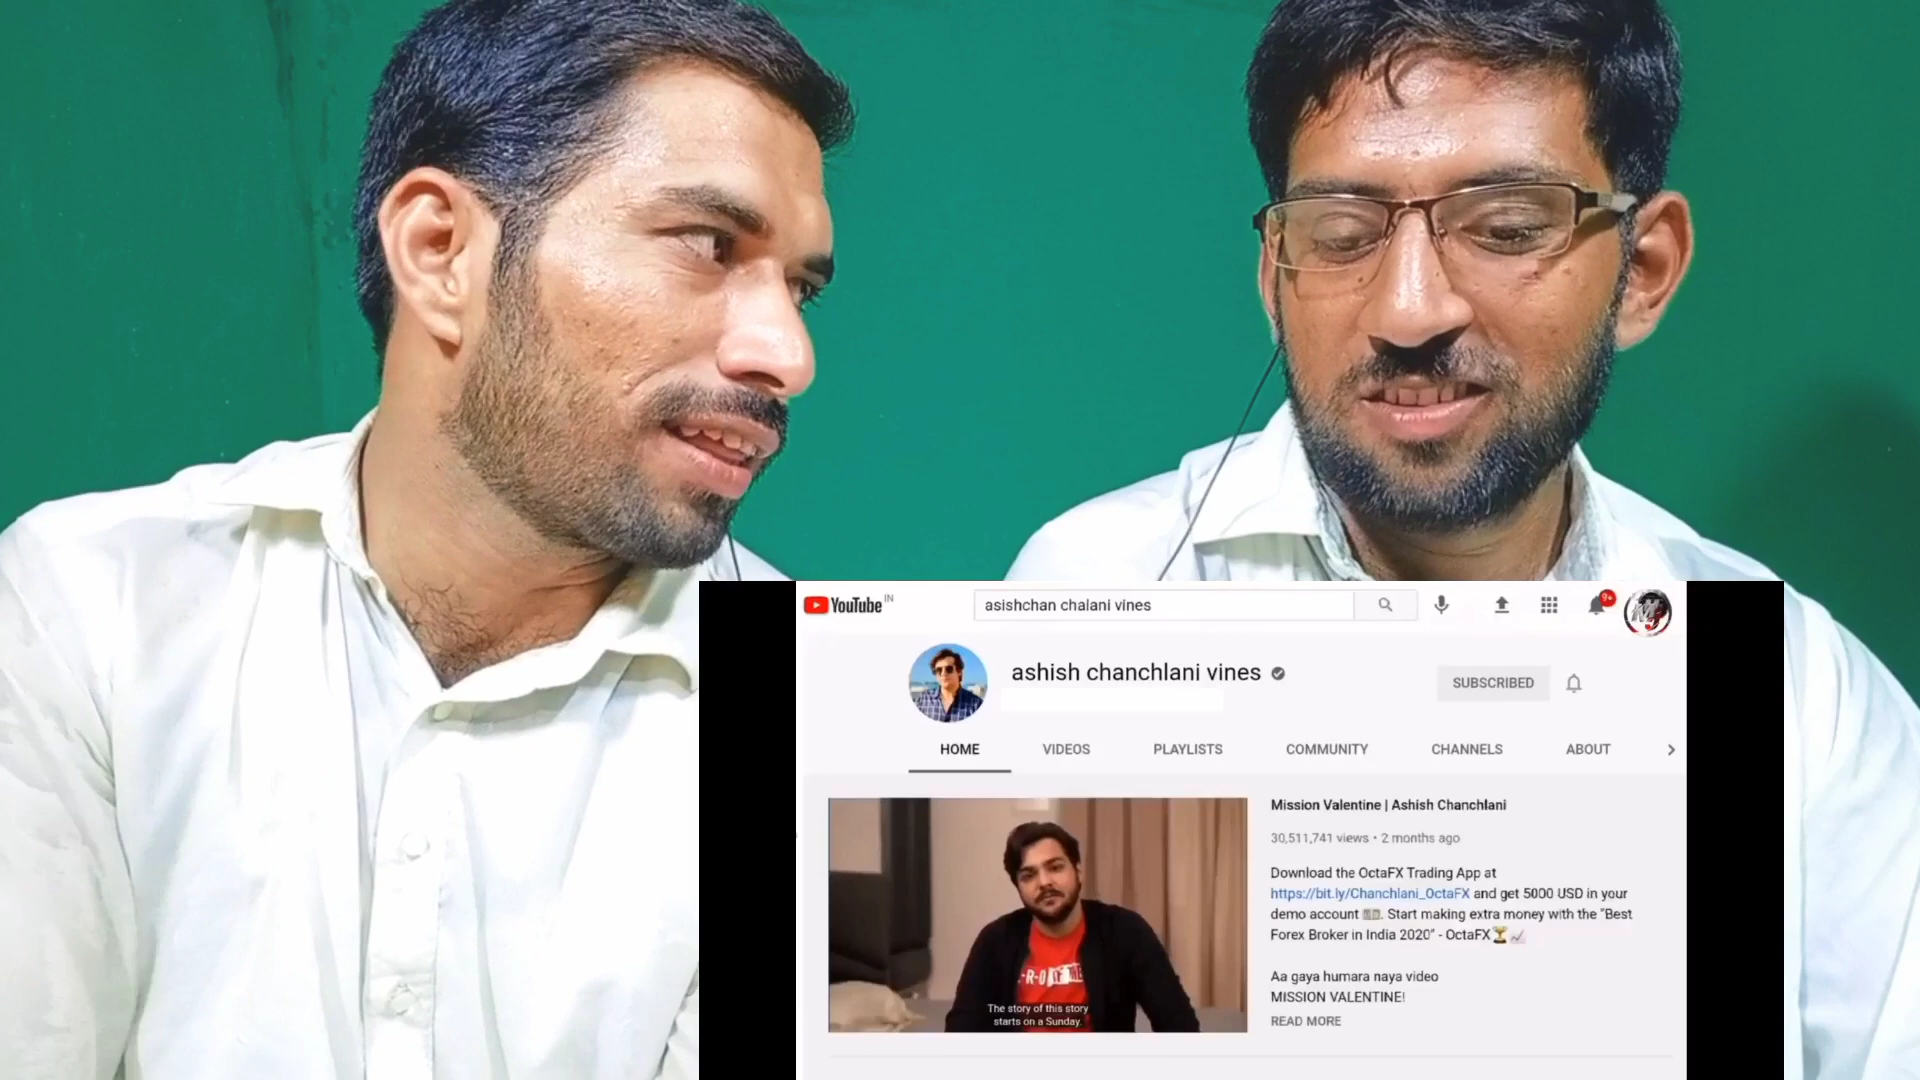 YouTube IN
asishchan chalani vines
9+
ashish chanchlani vines
SUBSCRIBED
HOME
VIDEOS
PLAYLISTS
COMMUNITY
CHANNELS
ABOUT
Mission Valentine | Ashish Chanchlani
30,511,741 views • 2 months ago
Download the OctaFX Trading App at
https://bit.ly/Chanchlani_OctaFX and get 5000 USD in your
demo account 💵. Start making extra money with the "Best
Forex Broker in India 2020" - OctaFX⏳📈
Aa gaya humara naya video
MISSION VALENTINE!
READ MORE
The story of this story
starts on a Sunday.